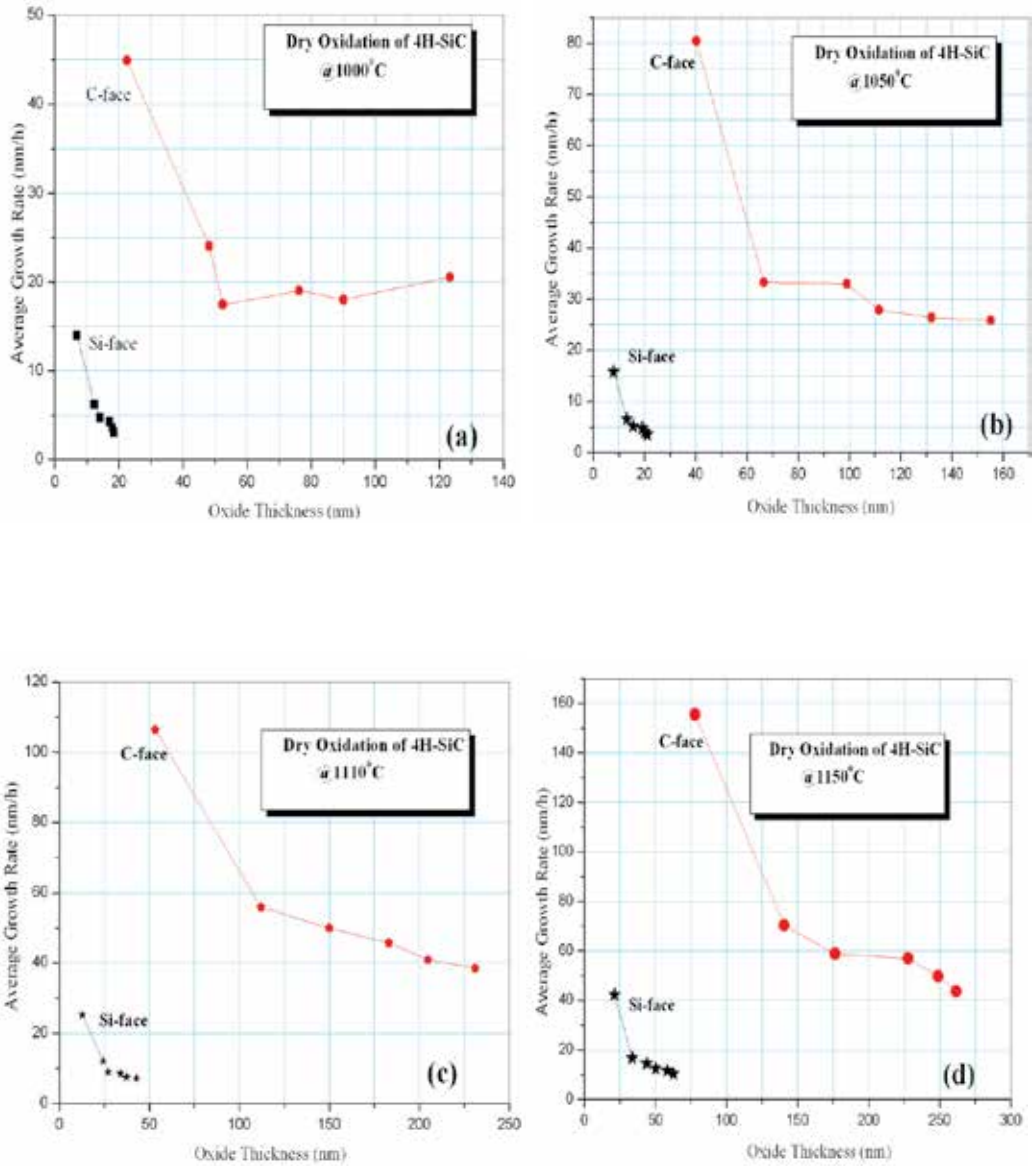 Dry Oxidation of 4H-SiC
@1000°C
C-face
Si-face
(a)
Average Growth Rate (nm/h)
50
40
30
20
10
0
0 20 40 60 80 100 120 140
Oxide Thickness (nm)
Dry Oxidation of 4H-SiC
@1050°C
C-face
Si-face
(b)
Average Growth Rate (nm/h)
80
70
60
50
40
30
20
10
0
0 20 40 60 80 100 120 140 160
Oxide Thickness (nm)
Dry Oxidation of 4H-SiC
@1110°C
C-face
Si-face
(c)
Average Growth Rate (nm/h)
120
100
80
60
40
20
0
0 50 100 150 200 250
Oxide Thickness (nm)
Dry Oxidation of 4H-SiC
@1150°C
C-face
Si-face
(d)
Average Growth Rate (nm/h)
160
140
120
100
80
60
40
20
0
0 25 50 75 100 125 150 175 200 225 250 275 300
Oxide Thickness (nm)